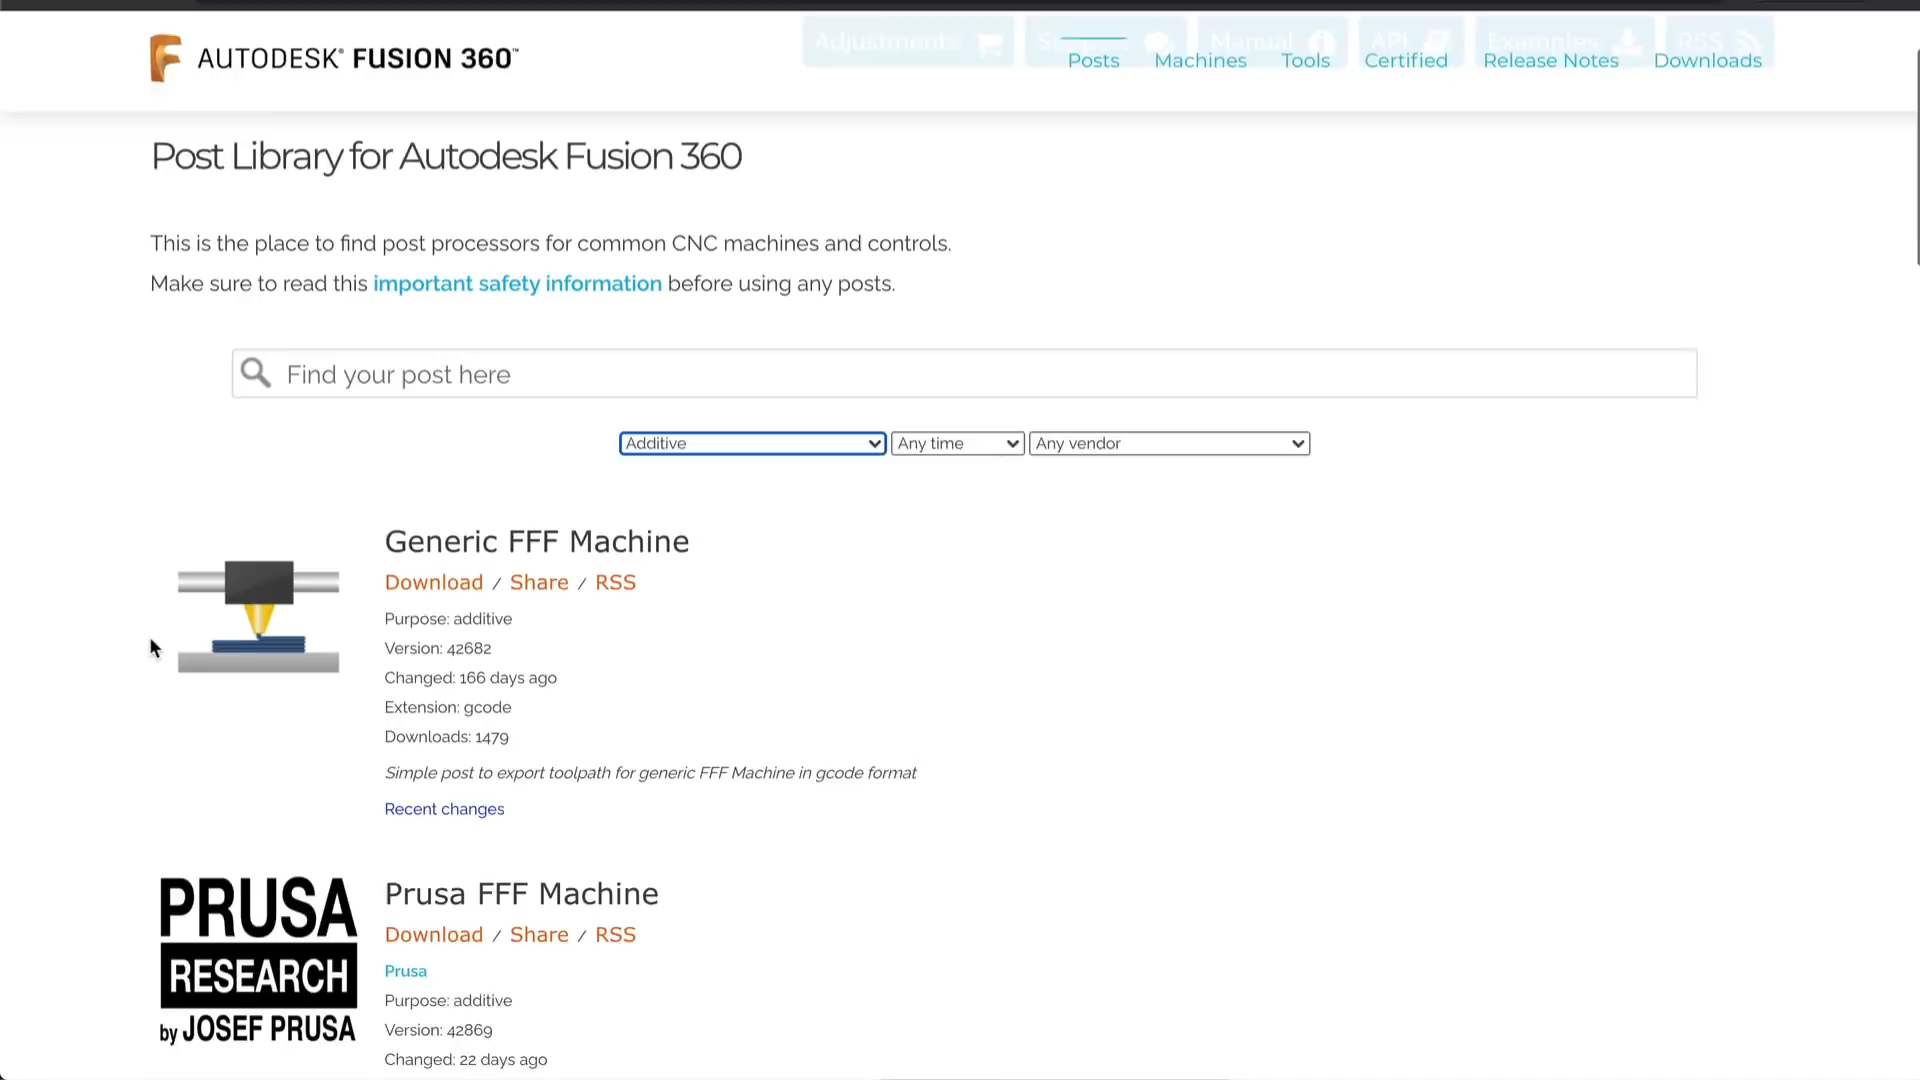 AUTODESK® FUSION 360™
Adjustments
Manual
API
Examples
RSS
Posts
Machines
Tools
Certified
Release Notes
Downloads
Post Library for Autodesk Fusion 360
This is the place to find post processors for common CNC machines and controls.
Make sure to read this important safety information before using any posts.
Find your post here
Additive
Any time
Any vendor
Generic FFF Machine
Download / Share / RSS
Purpose: additive
Version: 42682
Changed: 166 days ago
Extension: gcode
Downloads: 1479
Simple post to export toolpath for generic FFF Machine in gcode format
Recent changes
PRUSA
RESEARCH
by JOSEF PRUSA
Prusa FFF Machine
Download / Share / RSS
Prusa
Purpose: additive
Version: 42869
Changed: 22 days ago